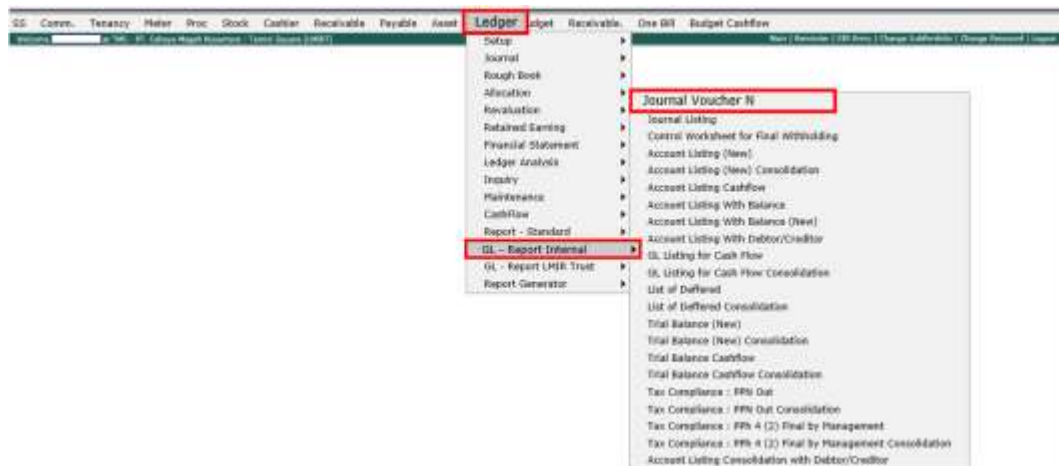 SS Comm. Tenancy Meter Proc Stock Cashier Receivable Payable Asset Ledger Budget Receivable. One Bill Budget Cashflow
Welcome
Setup
Journal
Rough Book
Allocation
Revaluation
Retained Earning
Financial Statement
Ledger Analysis
Inquiry
Maintenance
CashFlow
Report - Standard
GL - Report Internal
GL - Report LMIR Trust
Report Generator
Journal Voucher N
Journal Listing
Control Worksheet for Final Withholding
Account Listing (New)
Account Listing (New) Consolidation
Account Listing Cashflow
Account Listing With Balance
Account Listing With Balance (New)
Account Listing With Debtor/Creditor
GL Listing for Cash Flow
GL Listing for Cash Flow Consolidation
List of Deffered
List of Deffered Consolidation
Trial Balance (New)
Trial Balance (New) Consolidation
Trial Balance Cashflow
Trial Balance Cashflow Consolidation
Tax Compliance : PPN Out
Tax Compliance : PPN Out Consolidation
Tax Compliance : PPh 4 (2) Final by Management
Tax Compliance : PPh 4 (2) Final by Management Consolidation
Account Listing Consolidation with Debtor/Creditor